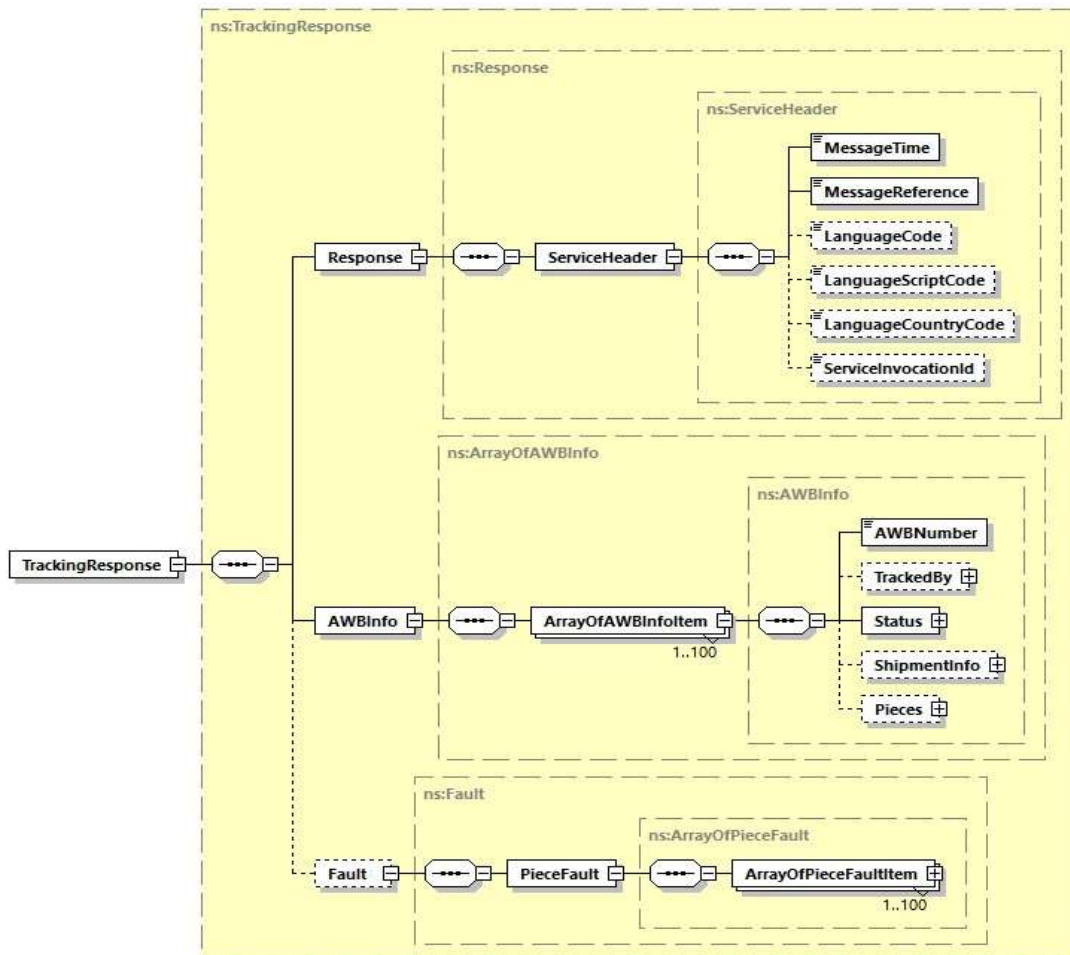 ns:TrackingResponse
ns:Response
ns:ServiceHeader
MessageTime
MessageReference
LanguageCode
LanguageScriptCode
LanguageCountryCode
ServiceInvocationId
Response
ServiceHeader
ns:ArrayOfAWBInfo
ns:AWBInfo
AWBNumber
TrackedBy
Status
ShipmentInfo
Pieces
TrackingResponse
AWBInfo
ArrayOfAWBInfoItem
1..100
ns:Fault
ns:ArrayOfPieceFault
Fault
PieceFault
ArrayOfPieceFaultItem
1..100